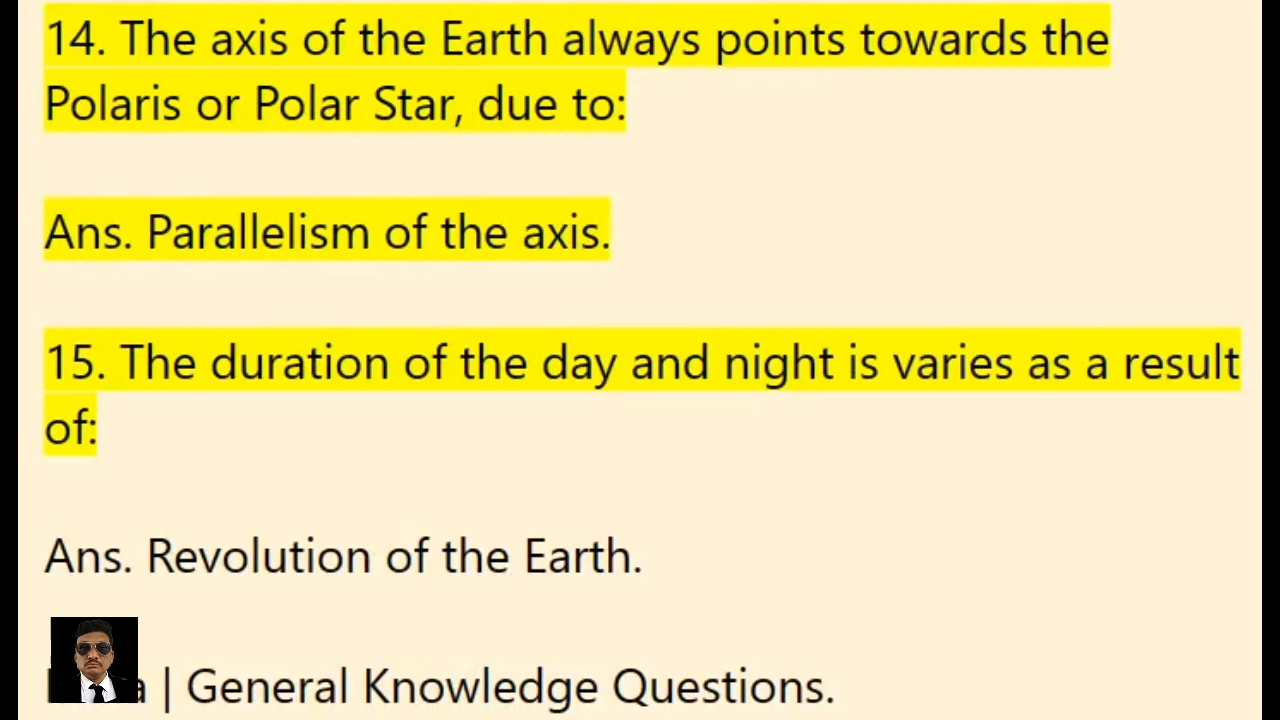 14. The axis of the Earth always points towards the
Polaris or Polar Star, due to:
Ans. Parallelism of the axis.
15. The duration of the day and night is varies as a result
of:
Ans. Revolution of the Earth.
| General Knowledge Questions.